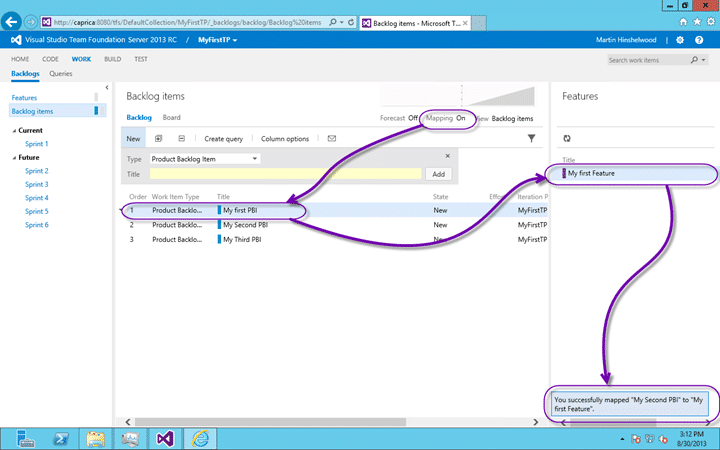 http://caprica:8080/tfs/DefaultCollection/MyFirstTP/_backlogs/backlog/Backlog%20items
Backlog items - Microsoft T...
Visual Studio Team Foundation Server 2013 RC / MyFirstTP
Martin Hinshelwood
HOME CODE WORK BUILD TEST
Search work items
Backlogs Queries
Features
Backlog items
Current
Sprint 1
Future
Sprint 2
Sprint 3
Sprint 4
Sprint 5
Sprint 6
Backlog items
Backlog Board
Forecast Off Mapping On View Backlog items
New Create query Column options
Type Product Backlog Item
Title Add
Order Work Item Type Title State Iteration P
1 Product Backlo... My first PBI New MyFirstTP
2 Product Backlo... My Second PBI New MyFirstTP
3 Product Backlo... My Third PBI New MyFirstTP
Features
Title
My first Feature
You successfully mapped "My Second PBI" to "My
first Feature".
3:12 PM
8/30/2013